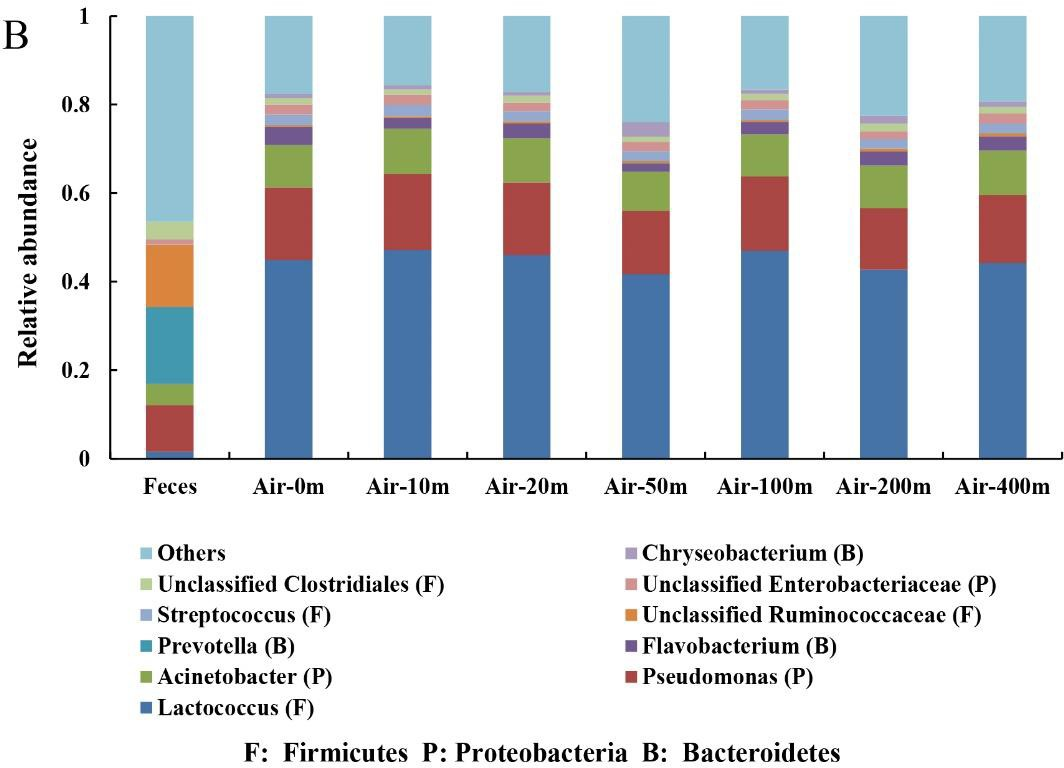 B
Relative abundance
1
0.8
0.6
0.4
0.2
0
Feces Air-0m Air-10m Air-20m Air-50m Air-100m Air-200m Air-400m
Others Chryseobacterium (B)
Unclassified Clostridiales (F) Unclassified Enterobacteriaceae (P)
Streptococcus (F) Unclassified Ruminococcaceae (F)
Prevotella (B) Flavobacterium (B)
Acinetobacter (P) Pseudomonas (P)
Lactococcus (F)
F: Firmicutes P: Proteobacteria B: Bacteroidetes